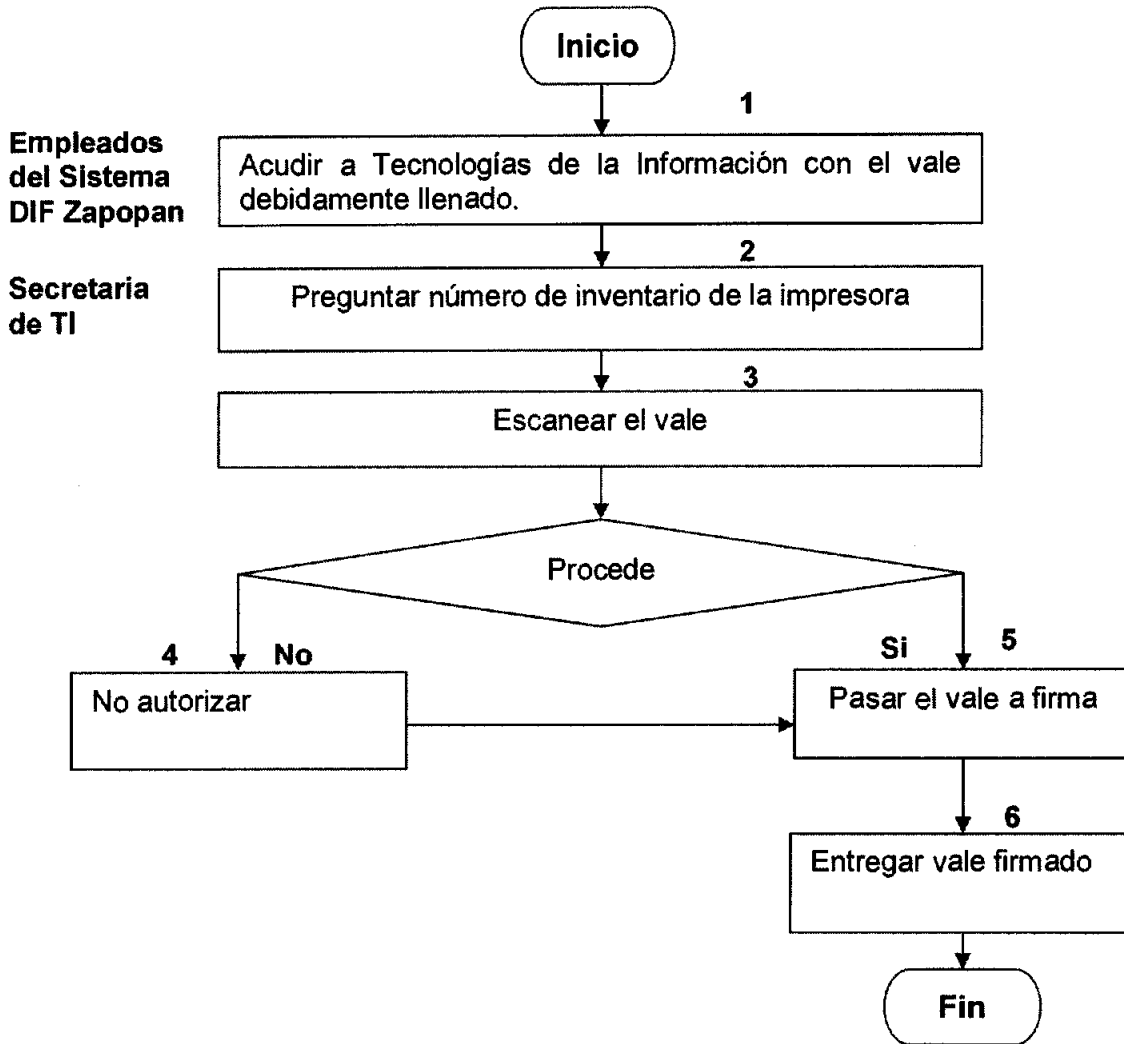 Inicio
1
Empleados
del Sistema
DIF Zapopan
Acudir a Tecnologías de la Información con el vale
debidamente llenado.
2
Secretaria
de TI
Preguntar número de inventario de la impresora
3
Escanear el vale
Procede
4 No
Si 5
No autorizar
Pasar el vale a firma
6
Entregar vale firmado
Fin